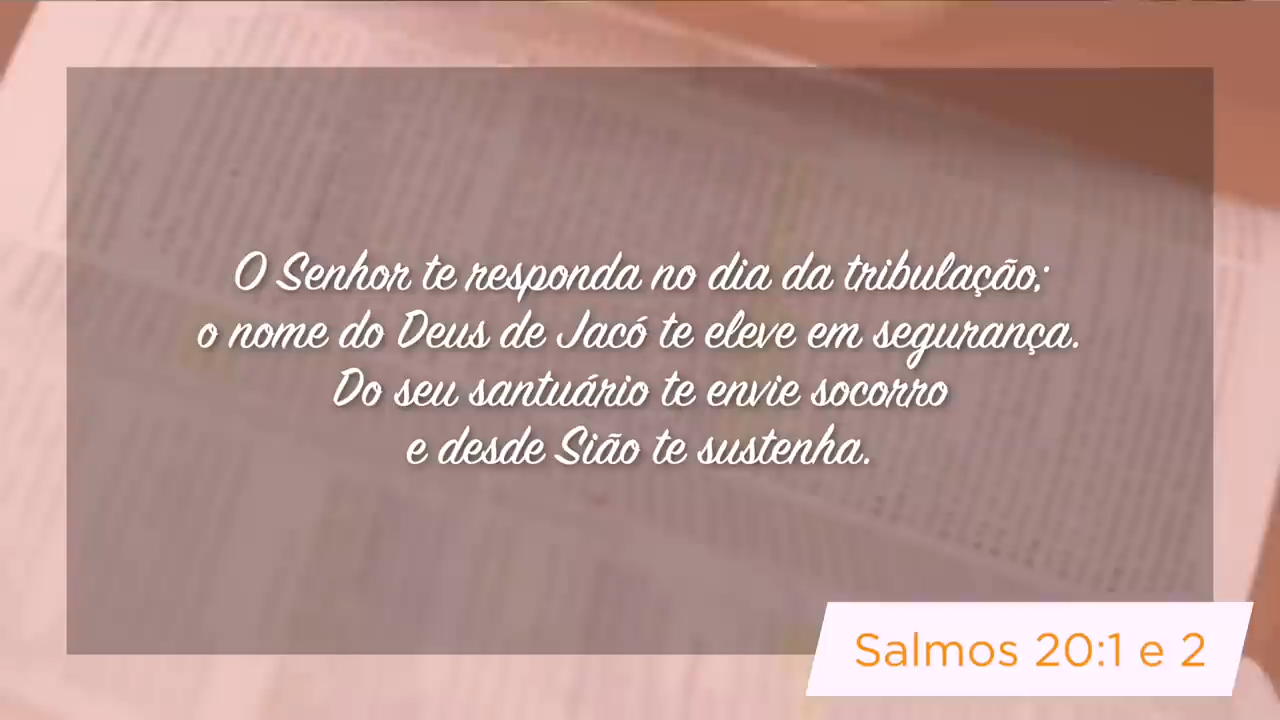 O Senhor te responda no dia da tribulação;
o nome do Deus de Jacó te eleve em segurança.
Do seu santuário te envie socorro
e desde Sião te sustenha.
Salmos 20:1 e 2